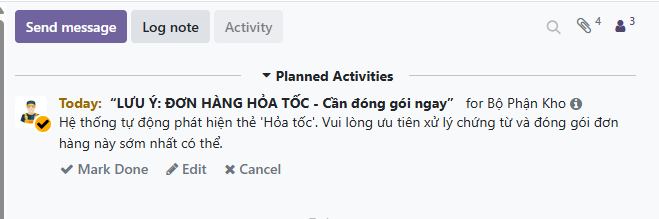 Send message Log note Activity 4 3
Planned Activities
Today: “LƯU Ý: ĐƠN HÀNG HỎA TỐC - Cần đóng gói ngay” for Bộ Phận Kho
Hệ thống tự động phát hiện thẻ 'Hỏa tốc'. Vui lòng ưu tiên xử lý chứng từ và đóng gói đơn
hàng này sớm nhất có thể.
Mark Done Edit Cancel